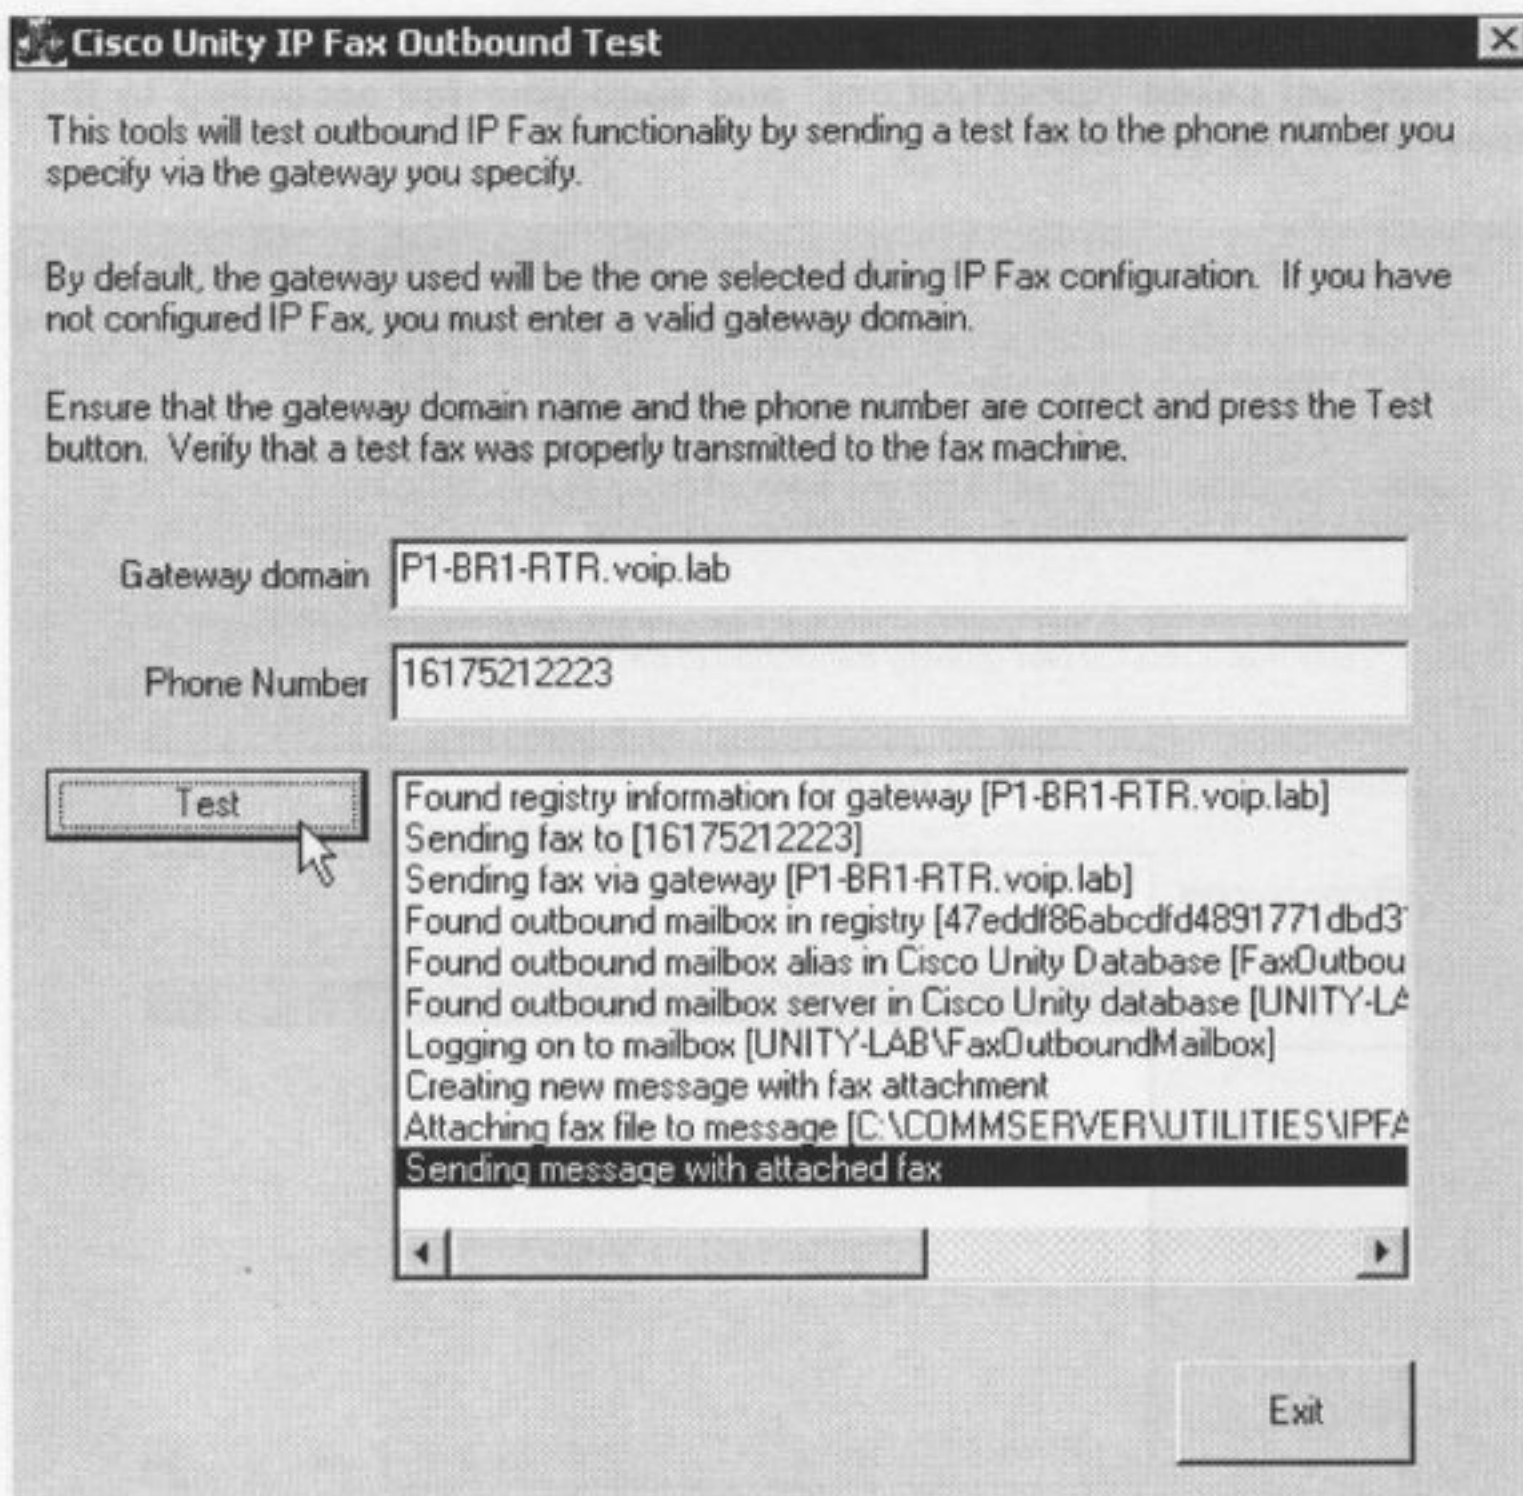 Cisco Unity IP Fax Outbound Test
This tools will test outbound IP Fax functionality by sending a test fax to the phone number you
specify via the gateway you specify.
By default, the gateway used will be the one selected during IP Fax configuration. If you have
not configured IP Fax, you must enter a valid gateway domain.
Ensure that the gateway domain name and the phone number are correct and press the Test
button. Verify that a test fax was properly transmitted to the fax machine.
Gateway domain P1-BR1-RTR.voip.lab
Phone Number 16175212223
Test
Found registry information for gateway [P1-BR1-RTR.voip.lab]
Sending fax to [16175212223]
Sending fax via gateway [P1-BR1-RTR.voip.lab]
Found outbound mailbox in registry [47eddf86abcdfd4891771dbd3
Found outbound mailbox alias in Cisco Unity Database [FaxOutbou
Found outbound mailbox server in Cisco Unity database [UNITY-LA
Logging on to mailbox [UNITY-LAB\FaxOutboundMailbox]
Creating new message with fax attachment
Attaching fax file to message [C:\COMMSERVER\UTILITIES\IPFA
Sending message with attached fax
Exit